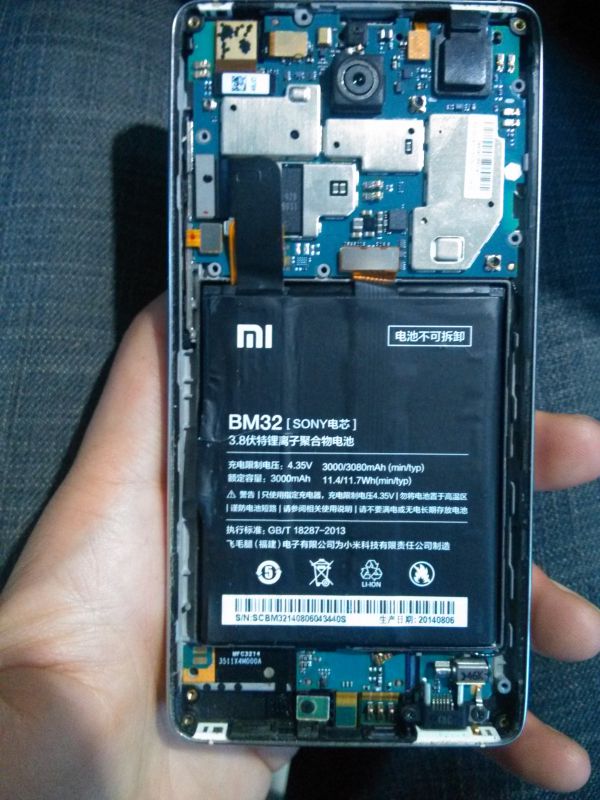 mi
电池不可拆卸
BM32 [SONY电芯]
3.8伏特锂离子聚合物电池
充电限制电压：4.35V 3000/3080mAh (min/typ)
额定容量：3000mAh 11.4/11.7Wh(min/typ)
警告 | 只使用指定充电器，充电限制电压4.35V | 勿将电池置于高温区
| 谨防电池短路 | 请参阅相关使用说明 | 请不要满电或无电长期存放电池
执行标准：GB/T 18287-2013
飞毛腿（福建）电子有限公司为小米科技有限责任公司制造
5
LI-ION
S/N:SCBM32140806043440S 生产日期: 20140806
MFC3214
3511X4M000A